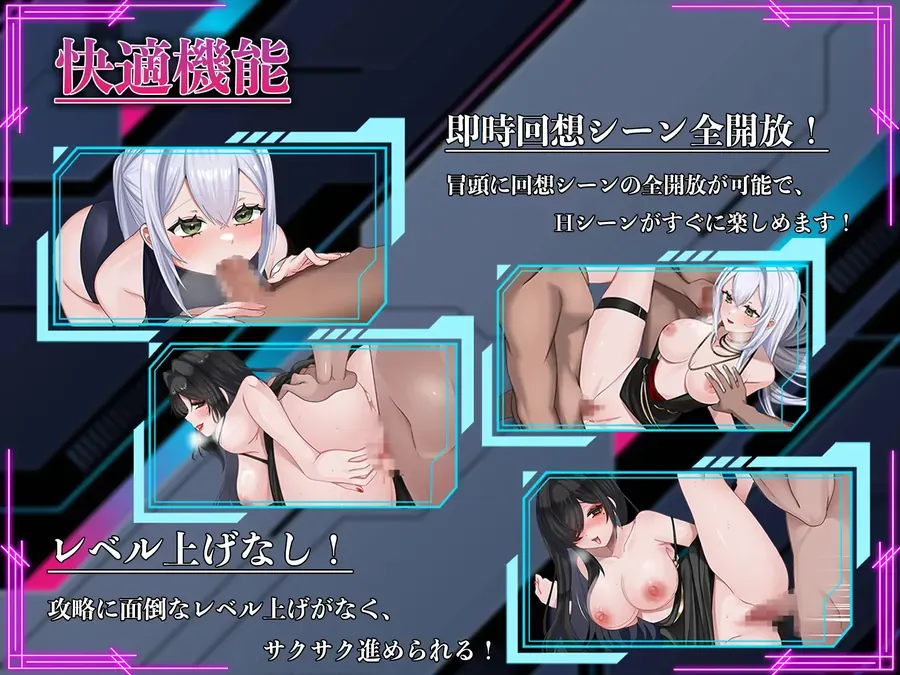 快適機能
即時回想シーン全開放！
冒頭に回想シーンの全開放が可能で、
Hシーンがすぐに楽しめます！
レベル上げなし！
攻略に面倒なレベル上げがなく、
サクサク進められる！